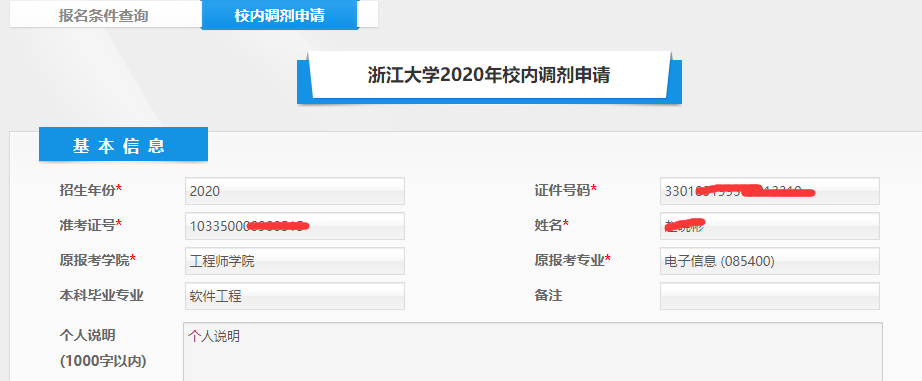 报名条件查询 校内调剂申请
浙江大学2020年校内调剂申请
基本信息
招生年份* 2020 证件号码* 3301
准考证号* 103350000 姓名*
原报考学院* 工程师学院 原报考专业* 电子信息 (085400)
本科毕业专业 软件工程 备注
个人说明 个人说明
(1000字以内)